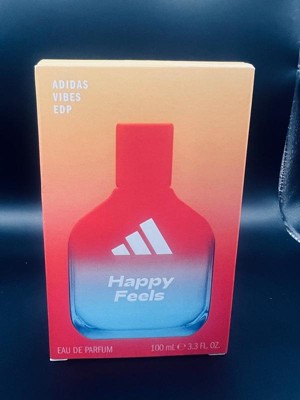 ADIDAS
VIBES
EDP
Happy
Feels
EAU DE PARFUM
100 mL ℮ • 3.3 FL. OZ.